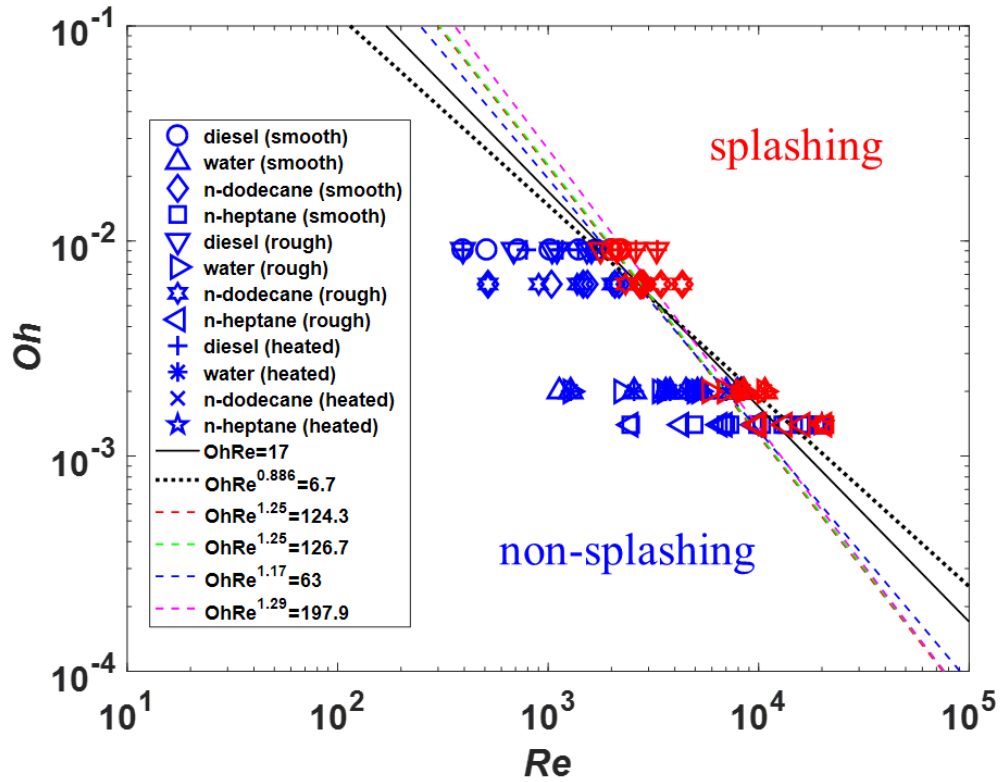 10^-1
10^-2
10^-3
10^-4
Oh
splashing
diesel (smooth)
water (smooth)
n-dodecane (smooth)
n-heptane (smooth)
diesel (rough)
water (rough)
n-dodecane (rough)
n-heptane (rough)
diesel (heated)
water (heated)
n-dodecane (heated)
n-heptane (heated)
OhRe=17
OhRe^0.886=6.7
OhRe^1.25=124.3
OhRe^1.25=126.7
OhRe^1.17=63
OhRe^1.29=197.9
non-splashing
10^1 10^2 10^3 10^4 10^5
Re